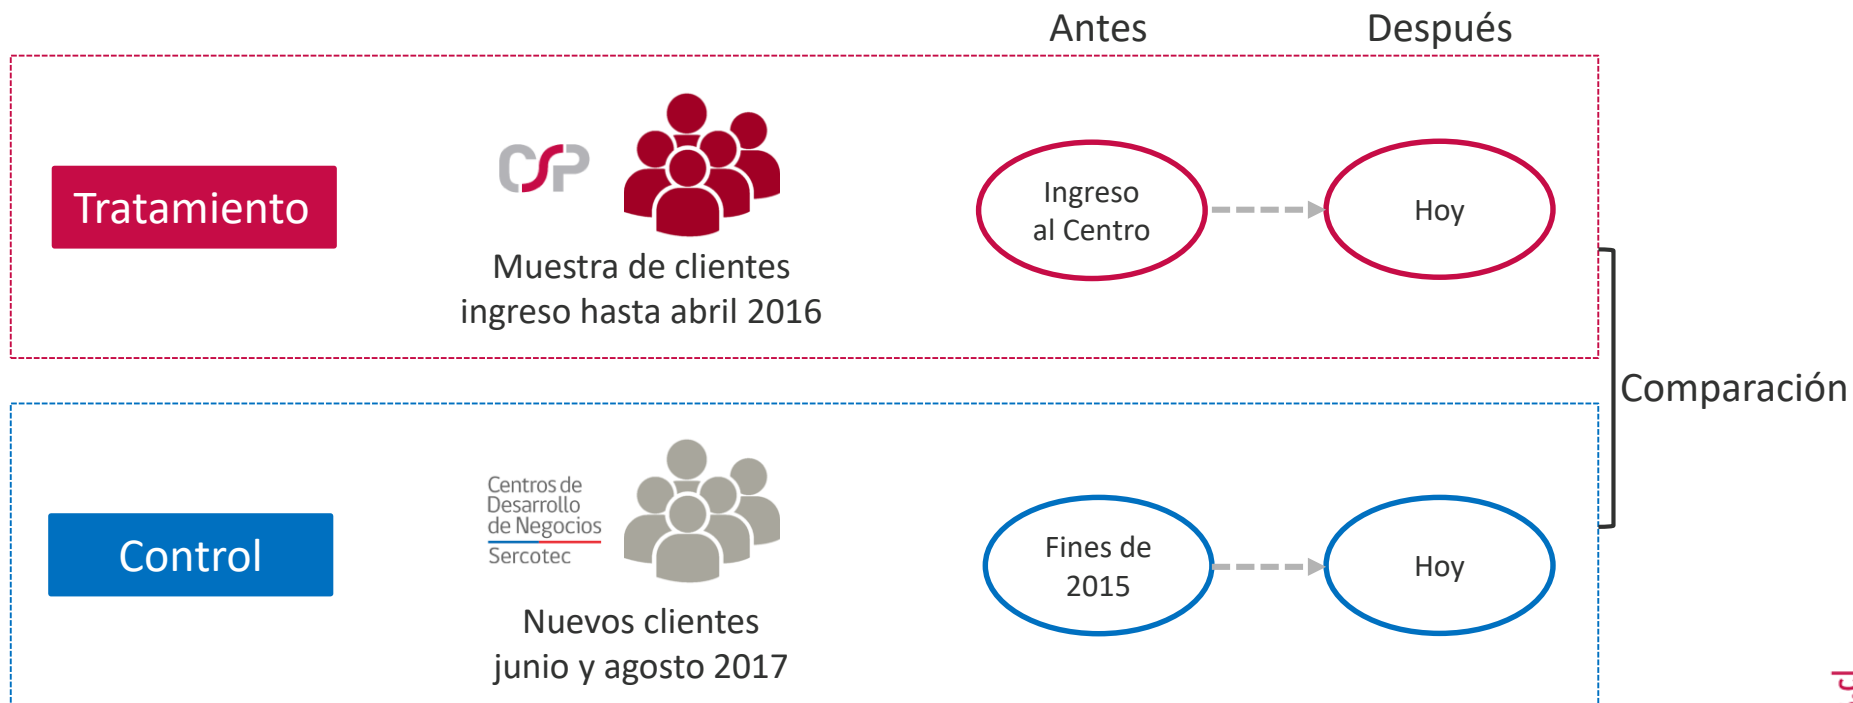 Antes
Después
Tratamiento
CSP
Muestra de clientes
ingreso hasta abril 2016
Ingreso
al Centro
Hoy
Comparación
Control
Centros de
Desarrollo
de Negocios
Sercotec
Nuevos clientes
junio y agosto 2017
Fines de
2015
Hoy